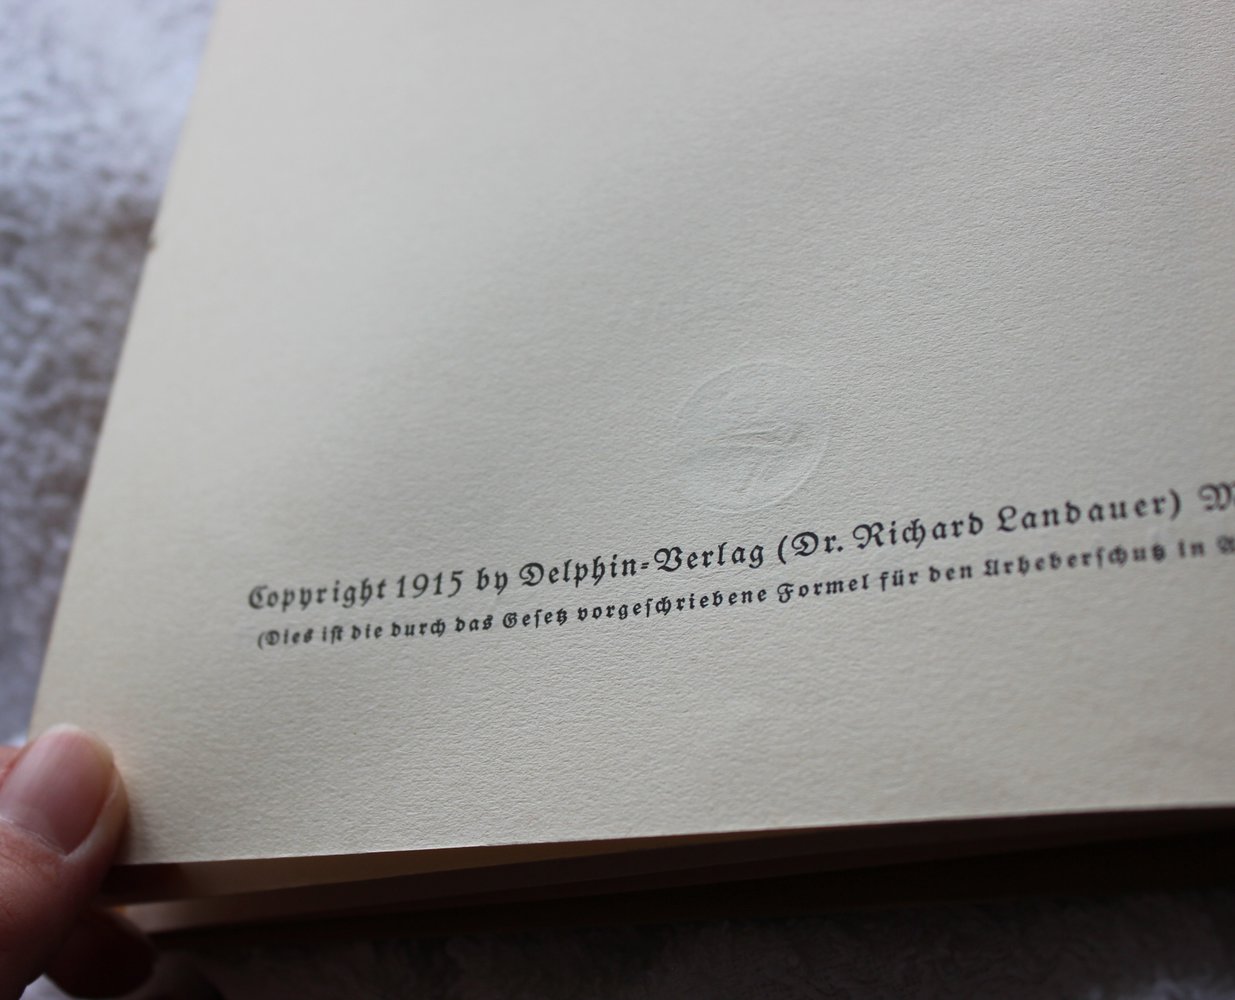 Copyright 1915 by Delphin-Verlag (Dr. Richard Landauer)
(Dies iſt die durch das Geſetz vorgeſchriebene Formel für den Urheberſchutz in